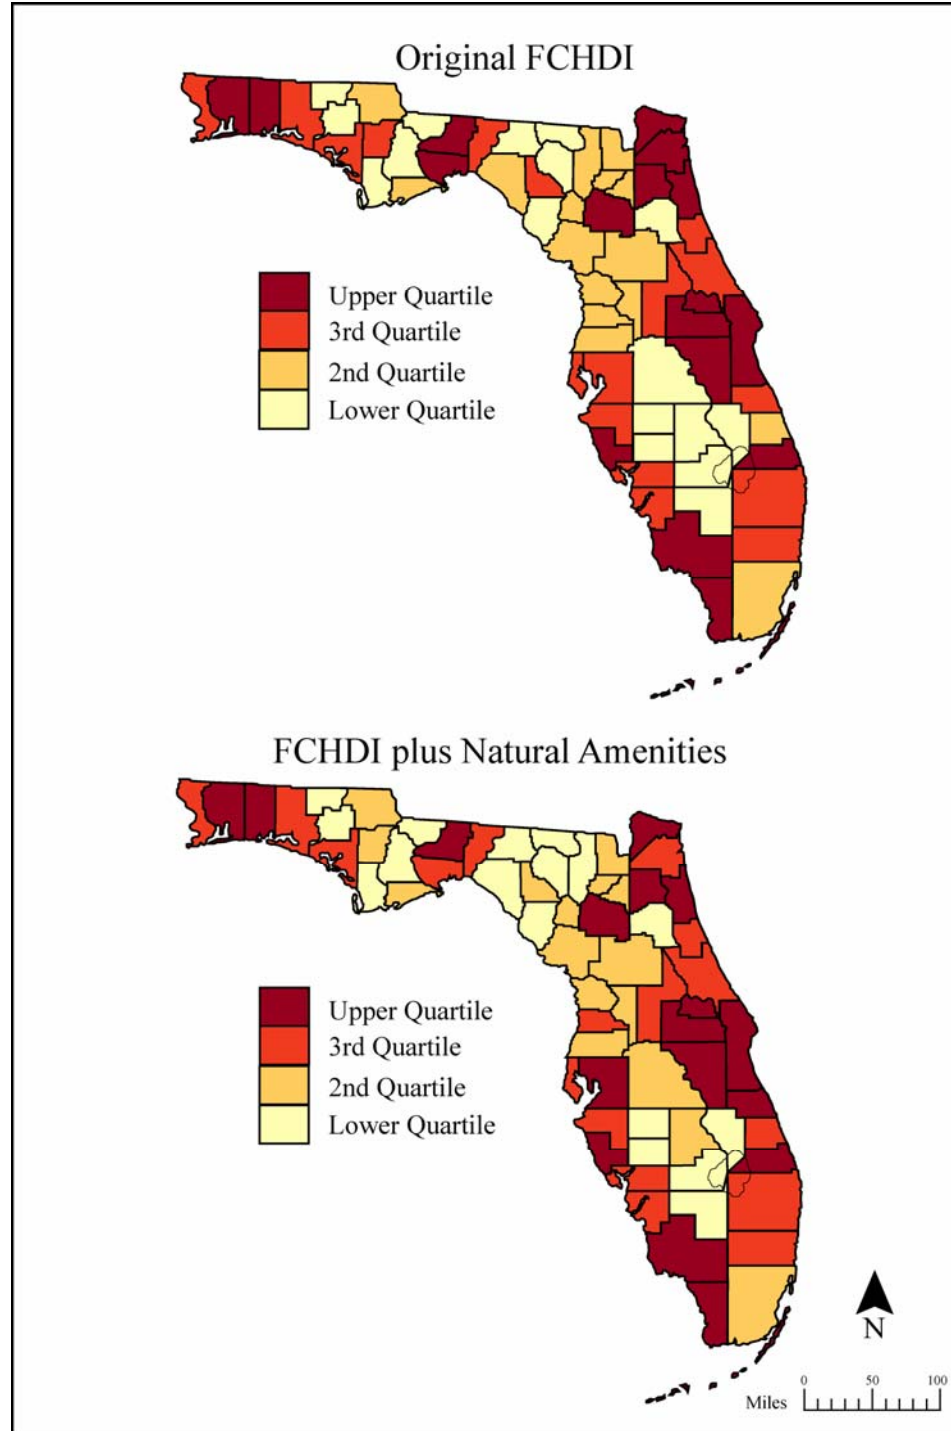 Original FCHDI
Upper Quartile
3rd Quartile
2nd Quartile
Lower Quartile
FCHDI plus Natural Amenities
Upper Quartile
3rd Quartile
2nd Quartile
Lower Quartile
N
0 50 100
Miles